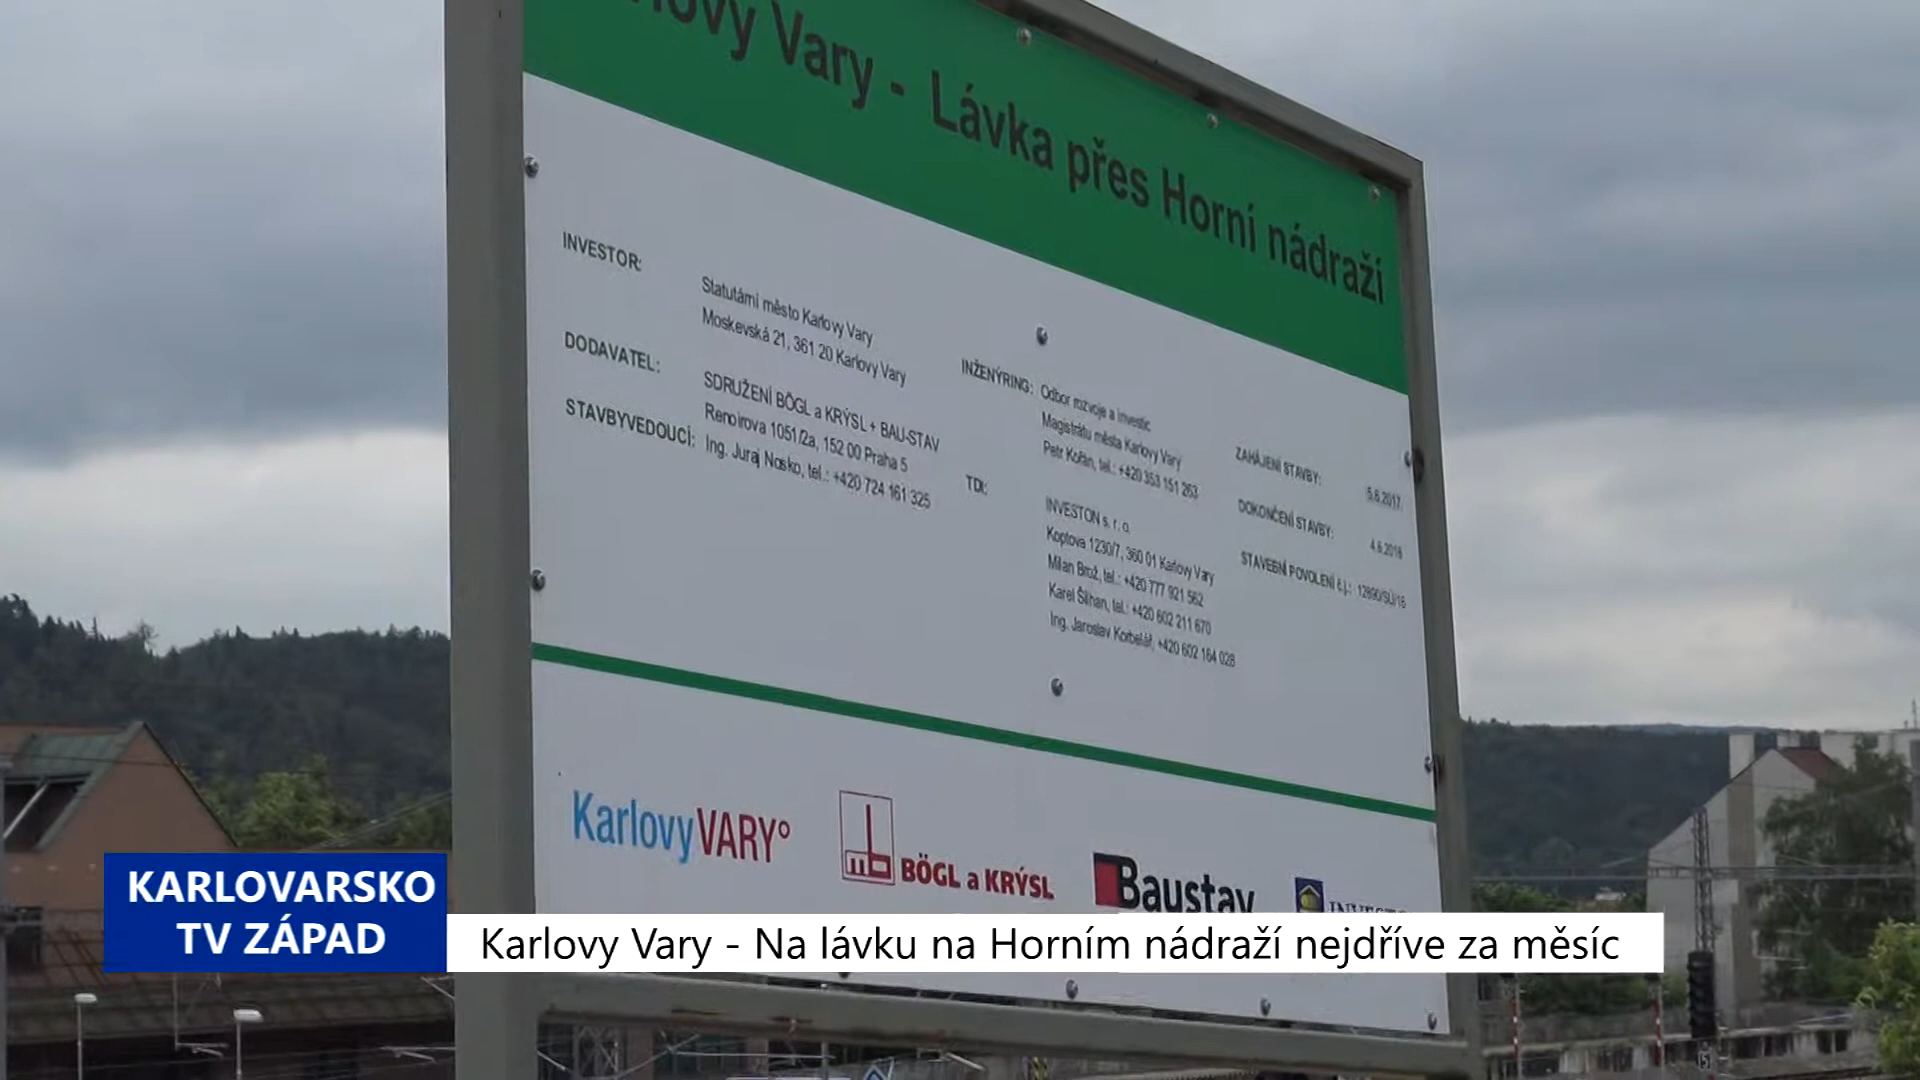 rlovy Vary - Lávka přes Horní nádraží
INVESTOR:
Statutární město Karlovy Vary
Moskevská 21, 361 20 Karlovy Vary
DODAVATEL:
SDRUŽENÍ BÖGL a KRÝSL + BAU-STAV
Renoirova 1051/2a, 152 00 Praha 5
STAVBYVEDOUCÍ:
Ing. Juraj Nosko, tel.: +420 724 161 325
INŽENÝRING:
Odbor rozvoje a investic
Magistrátu města Karlovy Vary
Petr Kořán, tel.: +420 353 151 263
TDI:
INVESTON s. r. o.
Koptova 1230/7, 360 01 Karlovy Vary
Milan Brož, tel.: +420 777 921 562
Karel Šlihan, tel.: +420 602 211 670
Ing. Jaroslav Korbelář, +420 602 164 028
ZAHÁJENÍ STAVBY: 5.6.2017
DOKONČENÍ STAVBY: 4.6.2018
STAVEBNÍ POVOLENÍ č.j.: 12890/SÚ/16
KarlovyVARY°
BÖGL a KRÝSL
Baustav
INVESTO
KARLOVARSKO
TV ZÁPAD
Karlovy Vary - Na lávku na Horním nádraží nejdříve za měsíc